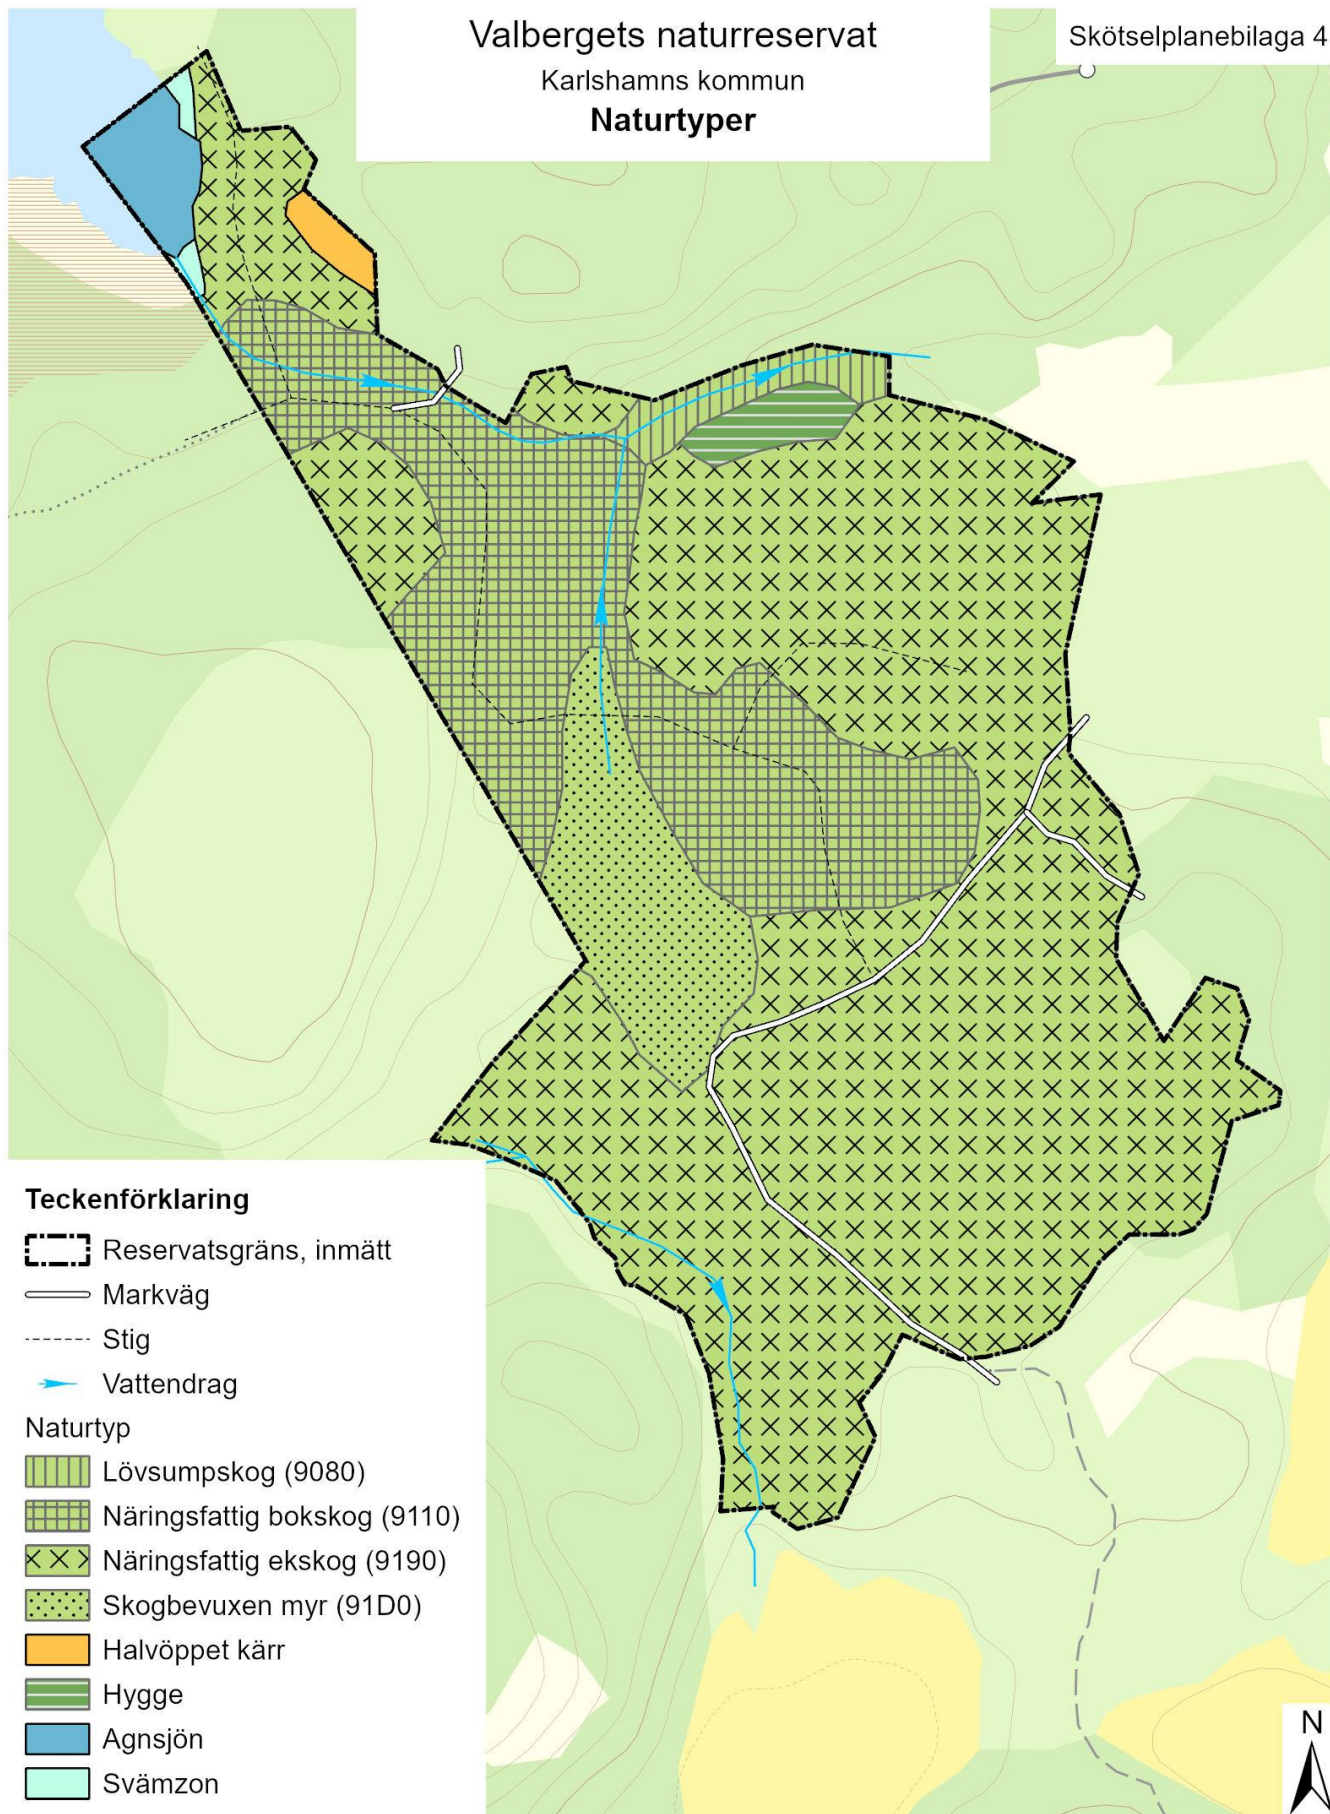 Valbergets naturreservat
Karlshamns kommun
Naturtyper
Skötselplanebilaga 4
Teckenförklaring
Reservatsgräns, inmätt
Markväg
Stig
Vattendrag
Naturtyp
Lövsumpskog (9080)
Näringsfattig bokskog (9110)
Näringsfattig ekskog (9190)
Skogbevuxen myr (91D0)
Halvöppet kärr
Hygge
Agnsjön
Svämzon
N